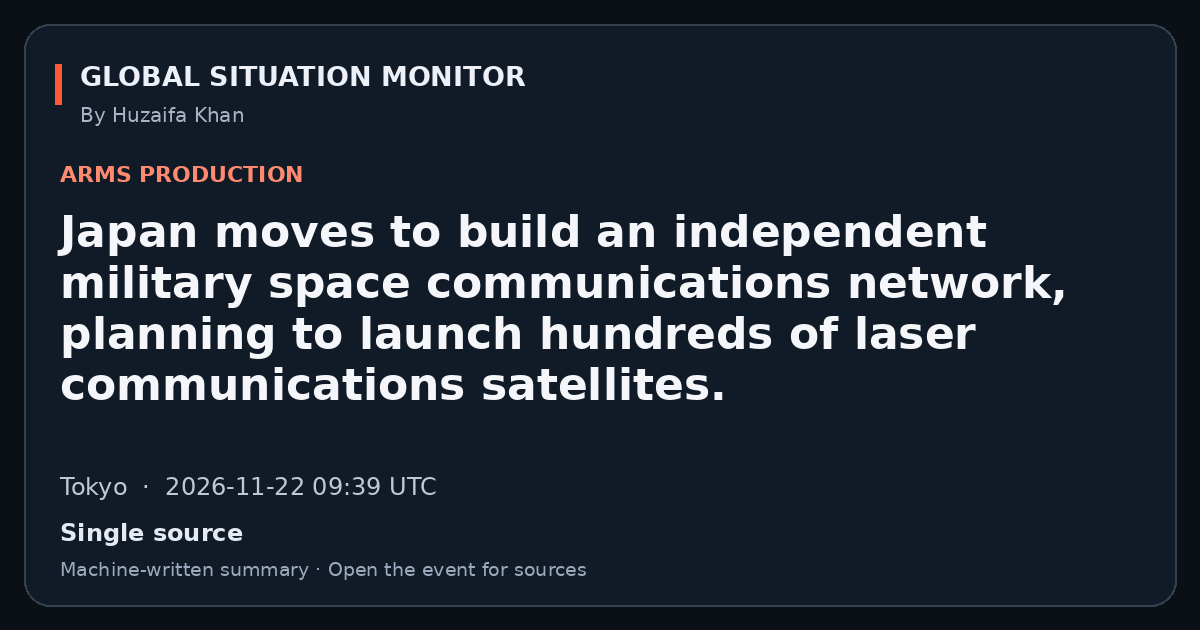 GLOBAL SITUATION MONITOR
By Huzaifa Khan
ARMS PRODUCTION
Japan moves to build an independent
military space communications network,
planning to launch hundreds of laser
communications satellites.
Tokyo · 2026-11-22 09:39 UTC
Single source
Machine-written summary · Open the event for sources